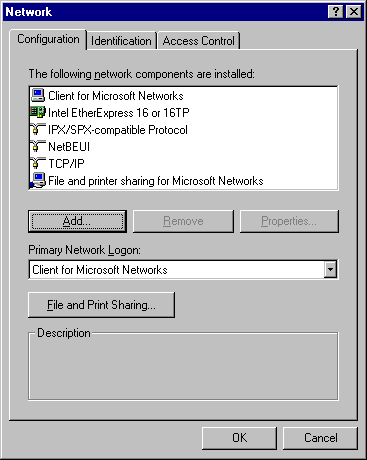 Network
Configuration Identification Access Control
The following network components are installed:
Client for Microsoft Networks
Intel EtherExpress 16 or 16TP
IPX/SPX-compatible Protocol
NetBEUI
TCP/IP
File and printer sharing for Microsoft Networks
Add... Remove Properties...
Primary Network Logon:
Client for Microsoft Networks
File and Print Sharing...
Description
OK Cancel